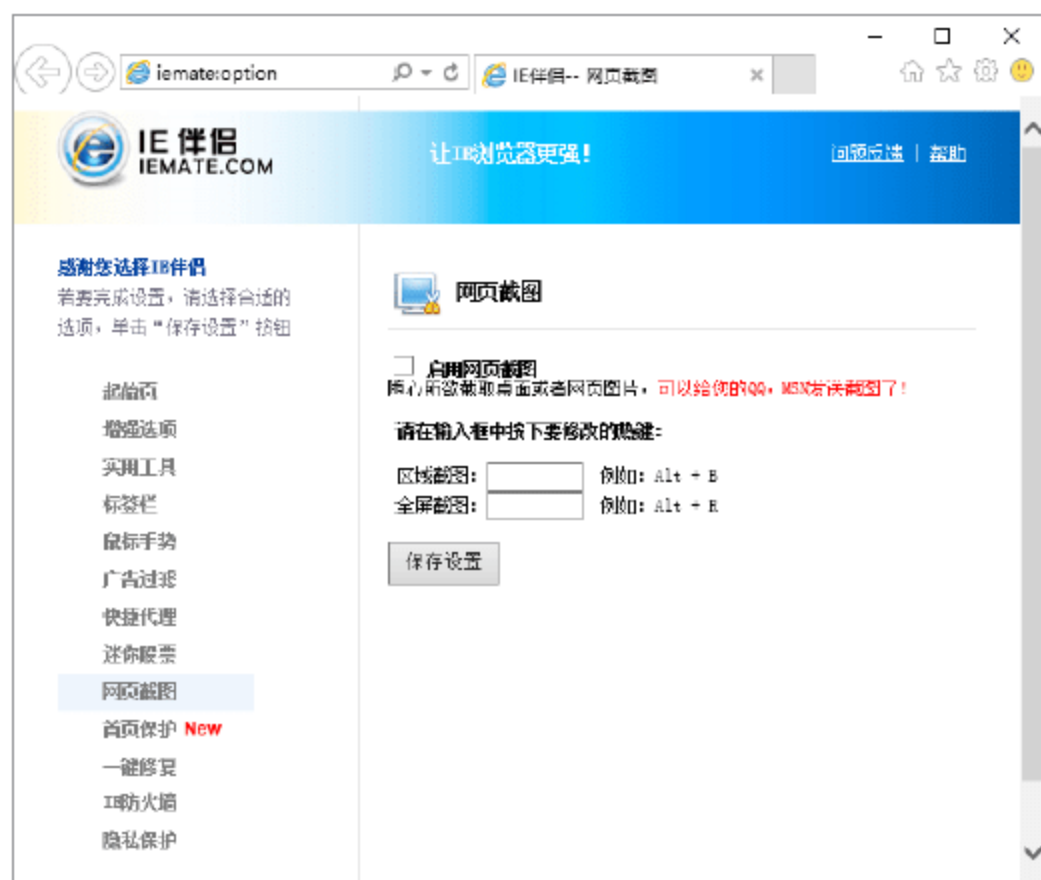 iemate:option
IE伴侣-- 网页截图
IE 伴侣
IEMATE.COM
让IE浏览器更强！
问题反馈 | 帮助
感谢您选择IE伴侣
若要完成设置，请选择合适的
选项，单击“保存设置”按钮
起始页
增强选项
实用工具
标签栏
鼠标手势
广告过滤
快捷代理
迷你股票
网页截图
首页保护 New
一键修复
IE防火墙
隐私保护
网页截图
启用网页截图
随心所欲截取桌面或者网页图片，可以给您的QQ，MSN发送截图了！
请在输入框中按下要修改的热键：
区域截图： 例如：Alt + B
全屏截图： 例如：Alt + R
保存设置